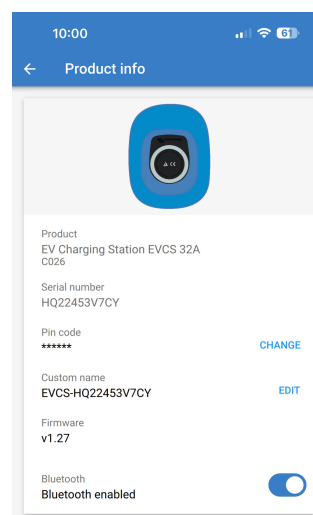 10:00
61
Product info
Product
EV Charging Station EVCS 32A
C026
Serial number
HQ22453V7CY
Pin code
******
CHANGE
Custom name
EVCS-HQ22453V7CY
EDIT
Firmware
v1.27
Bluetooth
Bluetooth enabled